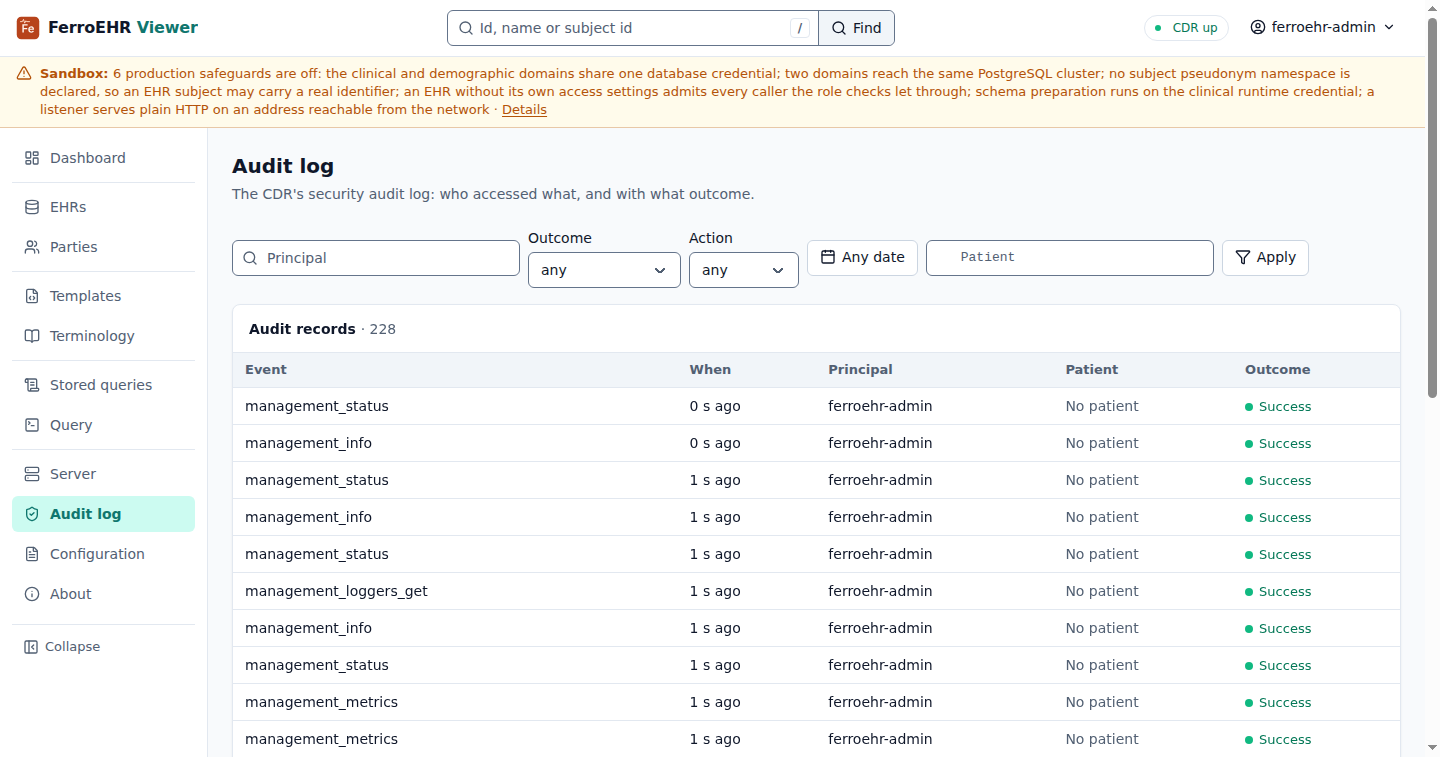 Fe FerroEHR Viewer
Id, name or subject id / Find
CDR up
ferroehr-admin
Sandbox: 6 production safeguards are off: the clinical and demographic domains share one database credential; two domains reach the same PostgreSQL cluster; no subject pseudonym namespace is
declared, so an EHR subject may carry a real identifier; an EHR without its own access settings admits every caller the role checks let through; schema preparation runs on the clinical runtime credential; a
listener serves plain HTTP on an address reachable from the network · Details
Dashboard
EHRs
Parties
Templates
Terminology
Stored queries
Query
Server
Audit log
Configuration
About
Collapse
Audit log
The CDR's security audit log: who accessed what, and with what outcome.
Outcome Action
Principal any any Any date Patient Apply
Audit records · 228
Event When Principal Patient Outcome
management_status 0 s ago ferroehr-admin No patient Success
management_info 0 s ago ferroehr-admin No patient Success
management_status 1 s ago ferroehr-admin No patient Success
management_info 1 s ago ferroehr-admin No patient Success
management_status 1 s ago ferroehr-admin No patient Success
management_loggers_get 1 s ago ferroehr-admin No patient Success
management_info 1 s ago ferroehr-admin No patient Success
management_status 1 s ago ferroehr-admin No patient Success
management_metrics 1 s ago ferroehr-admin No patient Success
management_metrics 1 s ago ferroehr-admin No patient Success